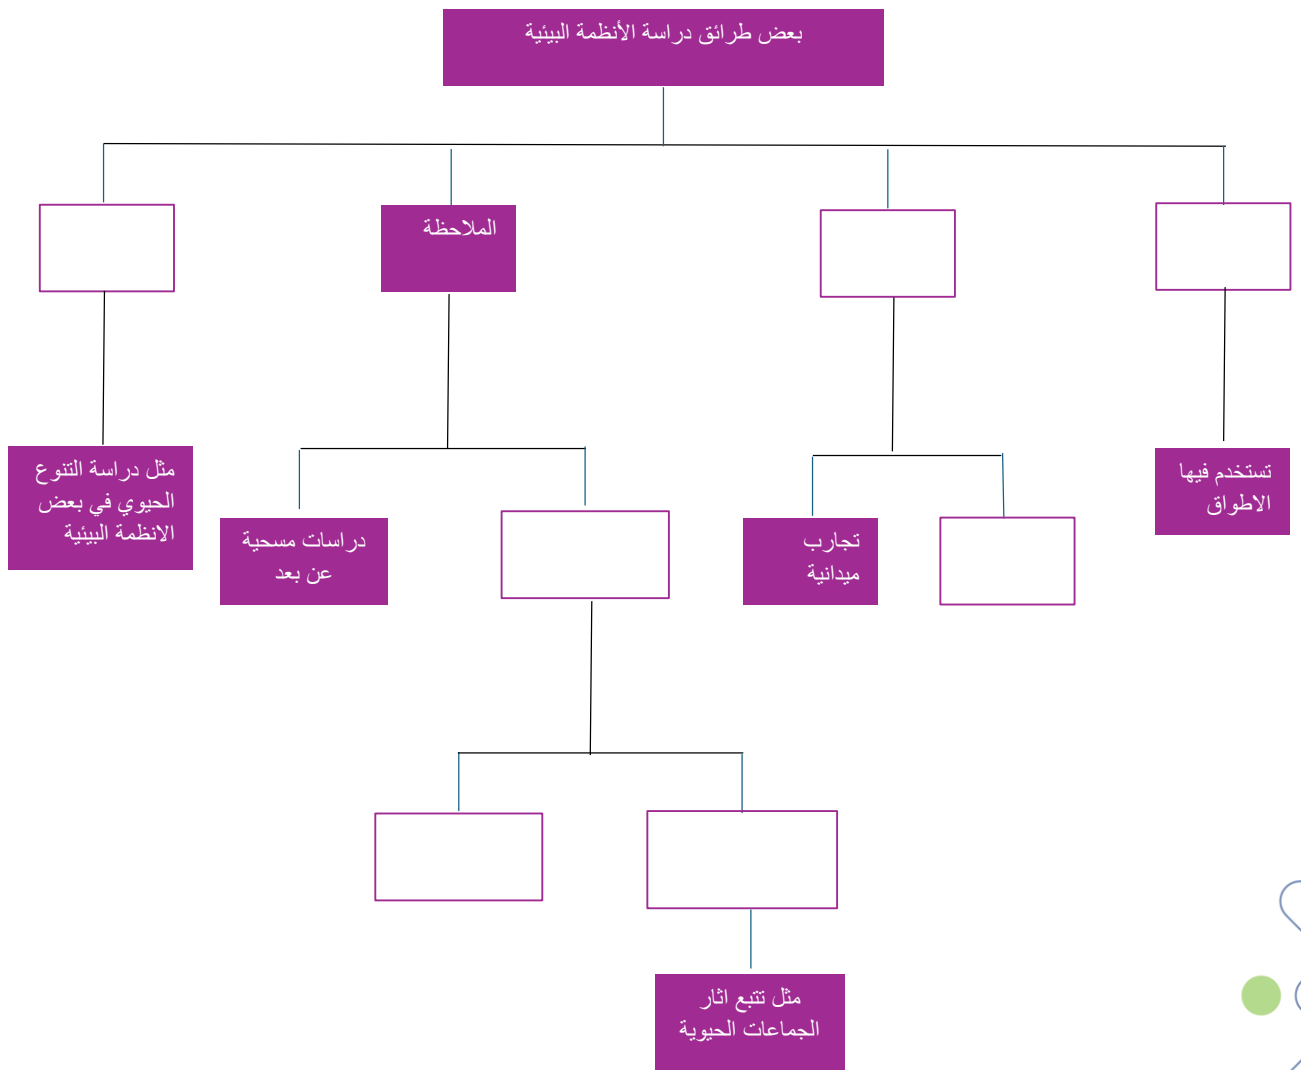 بعض طرائق دراسة الأنظمة البيئية
الملاحظة
تستخدم فيها
الاطواق
تجارب
ميدانية
دراسات مسحية
عن بعد
مثل دراسة التنوع
الحيوي في بعض
الانظمة البيئية
مثل تتبع اثار
الجماعات الحيوية